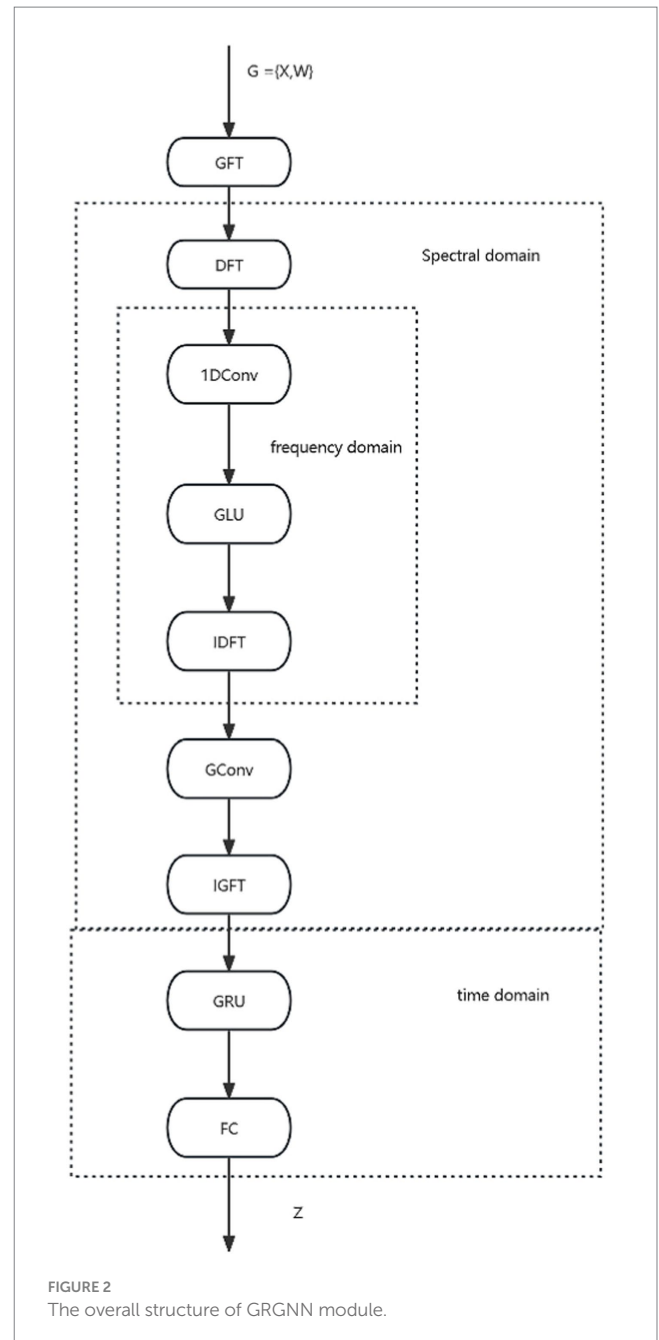 G ={X,W}
GFT
DFT
Spectral domain
1DConv
frequency domain
GLU
IDFT
GConv
IGFT
GRU
time domain
FC
Z
FIGURE 2
The overall structure of GRGNN module.